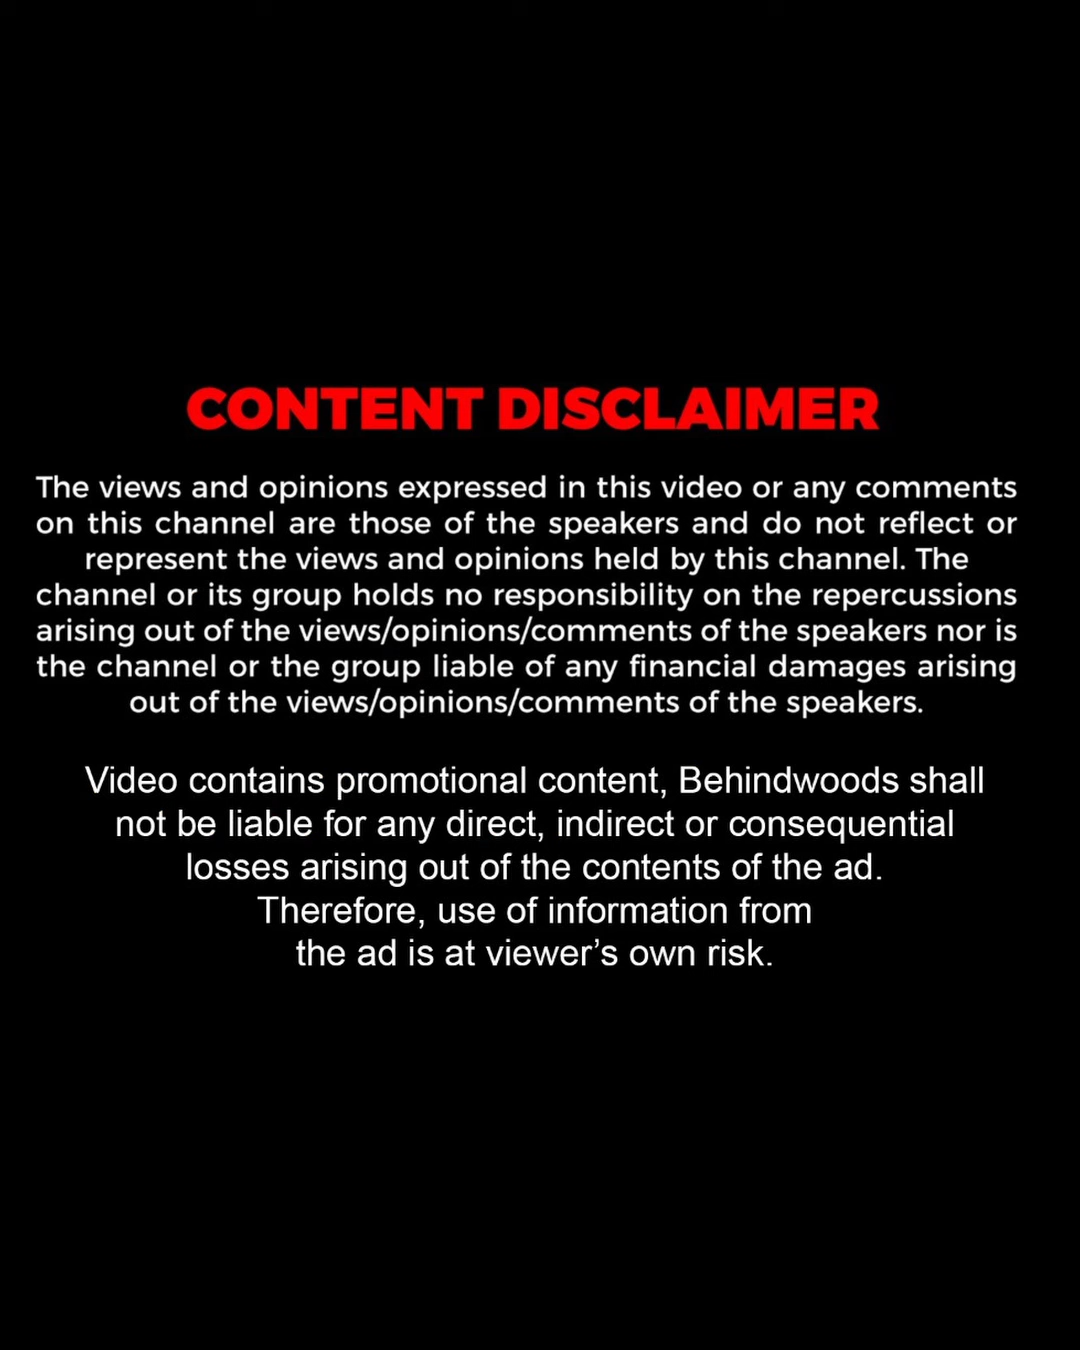 CONTENT DISCLAIMER
The views and opinions expressed in this video or any comments
on this channel are those of the speakers and do not reflect or
represent the views and opinions held by this channel. The
channel or its group holds no responsibility on the repercussions
arising out of the views/opinions/comments of the speakers nor is
the channel or the group liable of any financial damages arising
out of the views/opinions/comments of the speakers.
Video contains promotional content, Behindwoods shall
not be liable for any direct, indirect or consequential
losses arising out of the contents of the ad.
Therefore, use of information from
the ad is at viewer’s own risk.